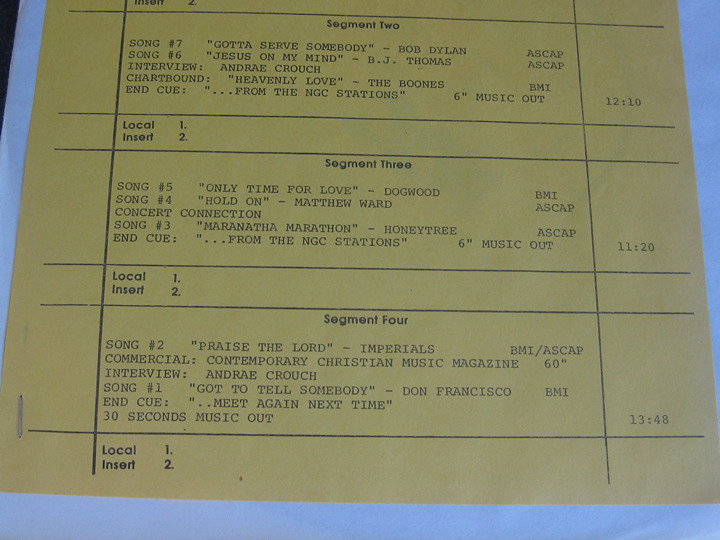 Insert 2.
Segment Two
SONG #7 "GOTTA SERVE SOMEBODY" - BOB DYLAN ASCAP
SONG #6 "JESUS ON MY MIND" - B.J. THOMAS ASCAP
INTERVIEW: ANDRAE CROUCH
CHARTBOUND: "HEAVENLY LOVE" - THE BOONES BMI
END CUE: "...FROM THE NGC STATIONS" 6" MUSIC OUT 12:10
Local 1.
Insert 2.
Segment Three
SONG #5 "ONLY TIME FOR LOVE" - DOGWOOD BMI
SONG #4 "HOLD ON" - MATTHEW WARD ASCAP
CONCERT CONNECTION
SONG #3 "MARANATHA MARATHON" - HONEYTREE ASCAP
END CUE: "...FROM THE NGC STATIONS" 6" MUSIC OUT 11:20
Local 1.
Insert 2.
Segment Four
SONG #2 "PRAISE THE LORD" - IMPERIALS BMI/ASCAP
COMMERCIAL: CONTEMPORARY CHRISTIAN MUSIC MAGAZINE 60"
INTERVIEW: ANDRAE CROUCH
SONG #1 "GOT TO TELL SOMEBODY" - DON FRANCISCO BMI
END CUE: "..MEET AGAIN NEXT TIME"
30 SECONDS MUSIC OUT 13:48
Local 1.
Insert 2.